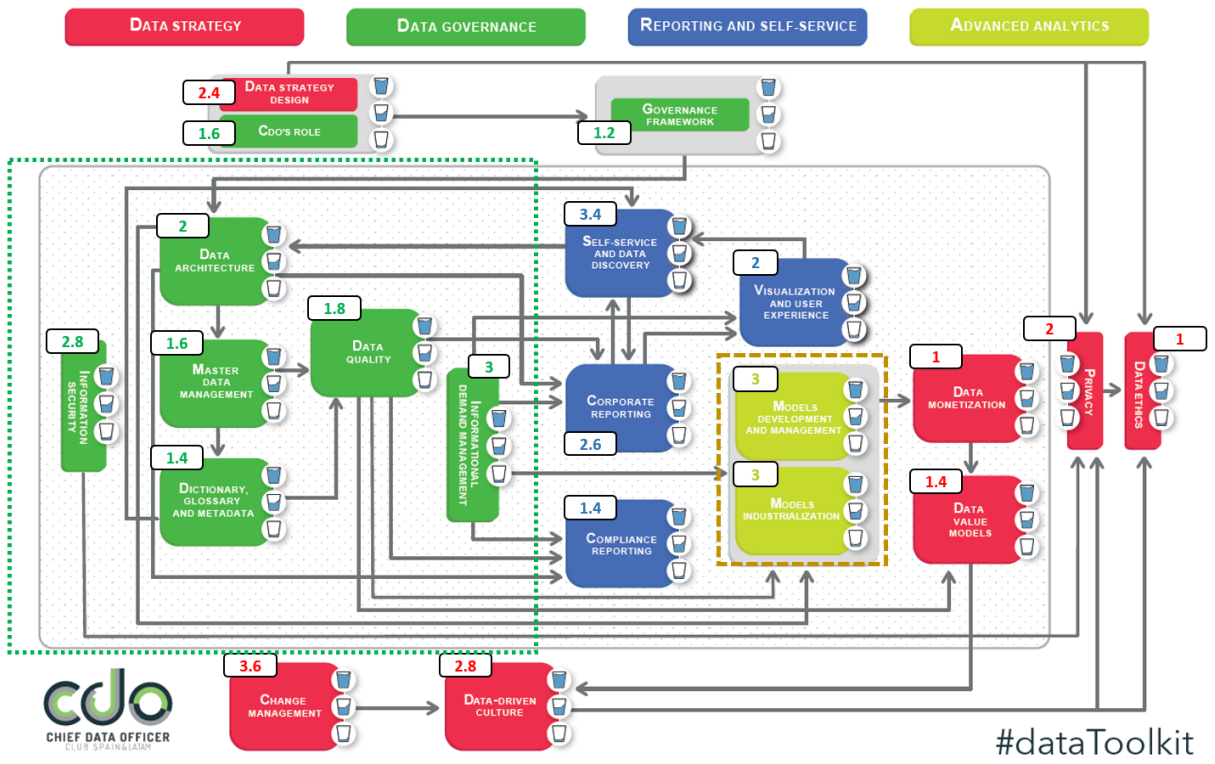 DATA STRATEGY
DATA GOVERNANCE
REPORTING AND SELF-SERVICE
ADVANCED ANALYTICS
2.4
DATA STRATEGY
DESIGN
1.6
CDO'S ROLE
GOVERNANCE
FRAMEWORK
1.2
2
DATA
ARCHITECTURE
3.4
SELF-SERVICE
AND DATA
DISCOVERY
2
VISUALIZATION
AND USER
EXPERIENCE
2.8
INFORMATION
SECURITY
1.6
MASTER
DATA
MANAGEMENT
1.8
DATA
QUALITY
3
INFORMATIONAL
DEMAND MANAGEMENT
CORPORATE
REPORTING
2.6
3
MODELS
DEVELOPMENT
AND MANAGEMENT
3
MODELS
INDUSTRIALIZATION
1
DATA
MONETIZATION
2
PRIVACY
1
DATA ETHICS
1.4
DICTIONARY,
GLOSSARY
AND METADATA
1.4
COMPLIANCE
REPORTING
1.4
DATA
VALUE
MODELS
3.6
CHANGE
MANAGEMENT
2.8
DATA-DRIVEN
CULTURE
cdo
CHIEF DATA OFFICER
CLUB SPAIN&LATAM
#dataToolkit